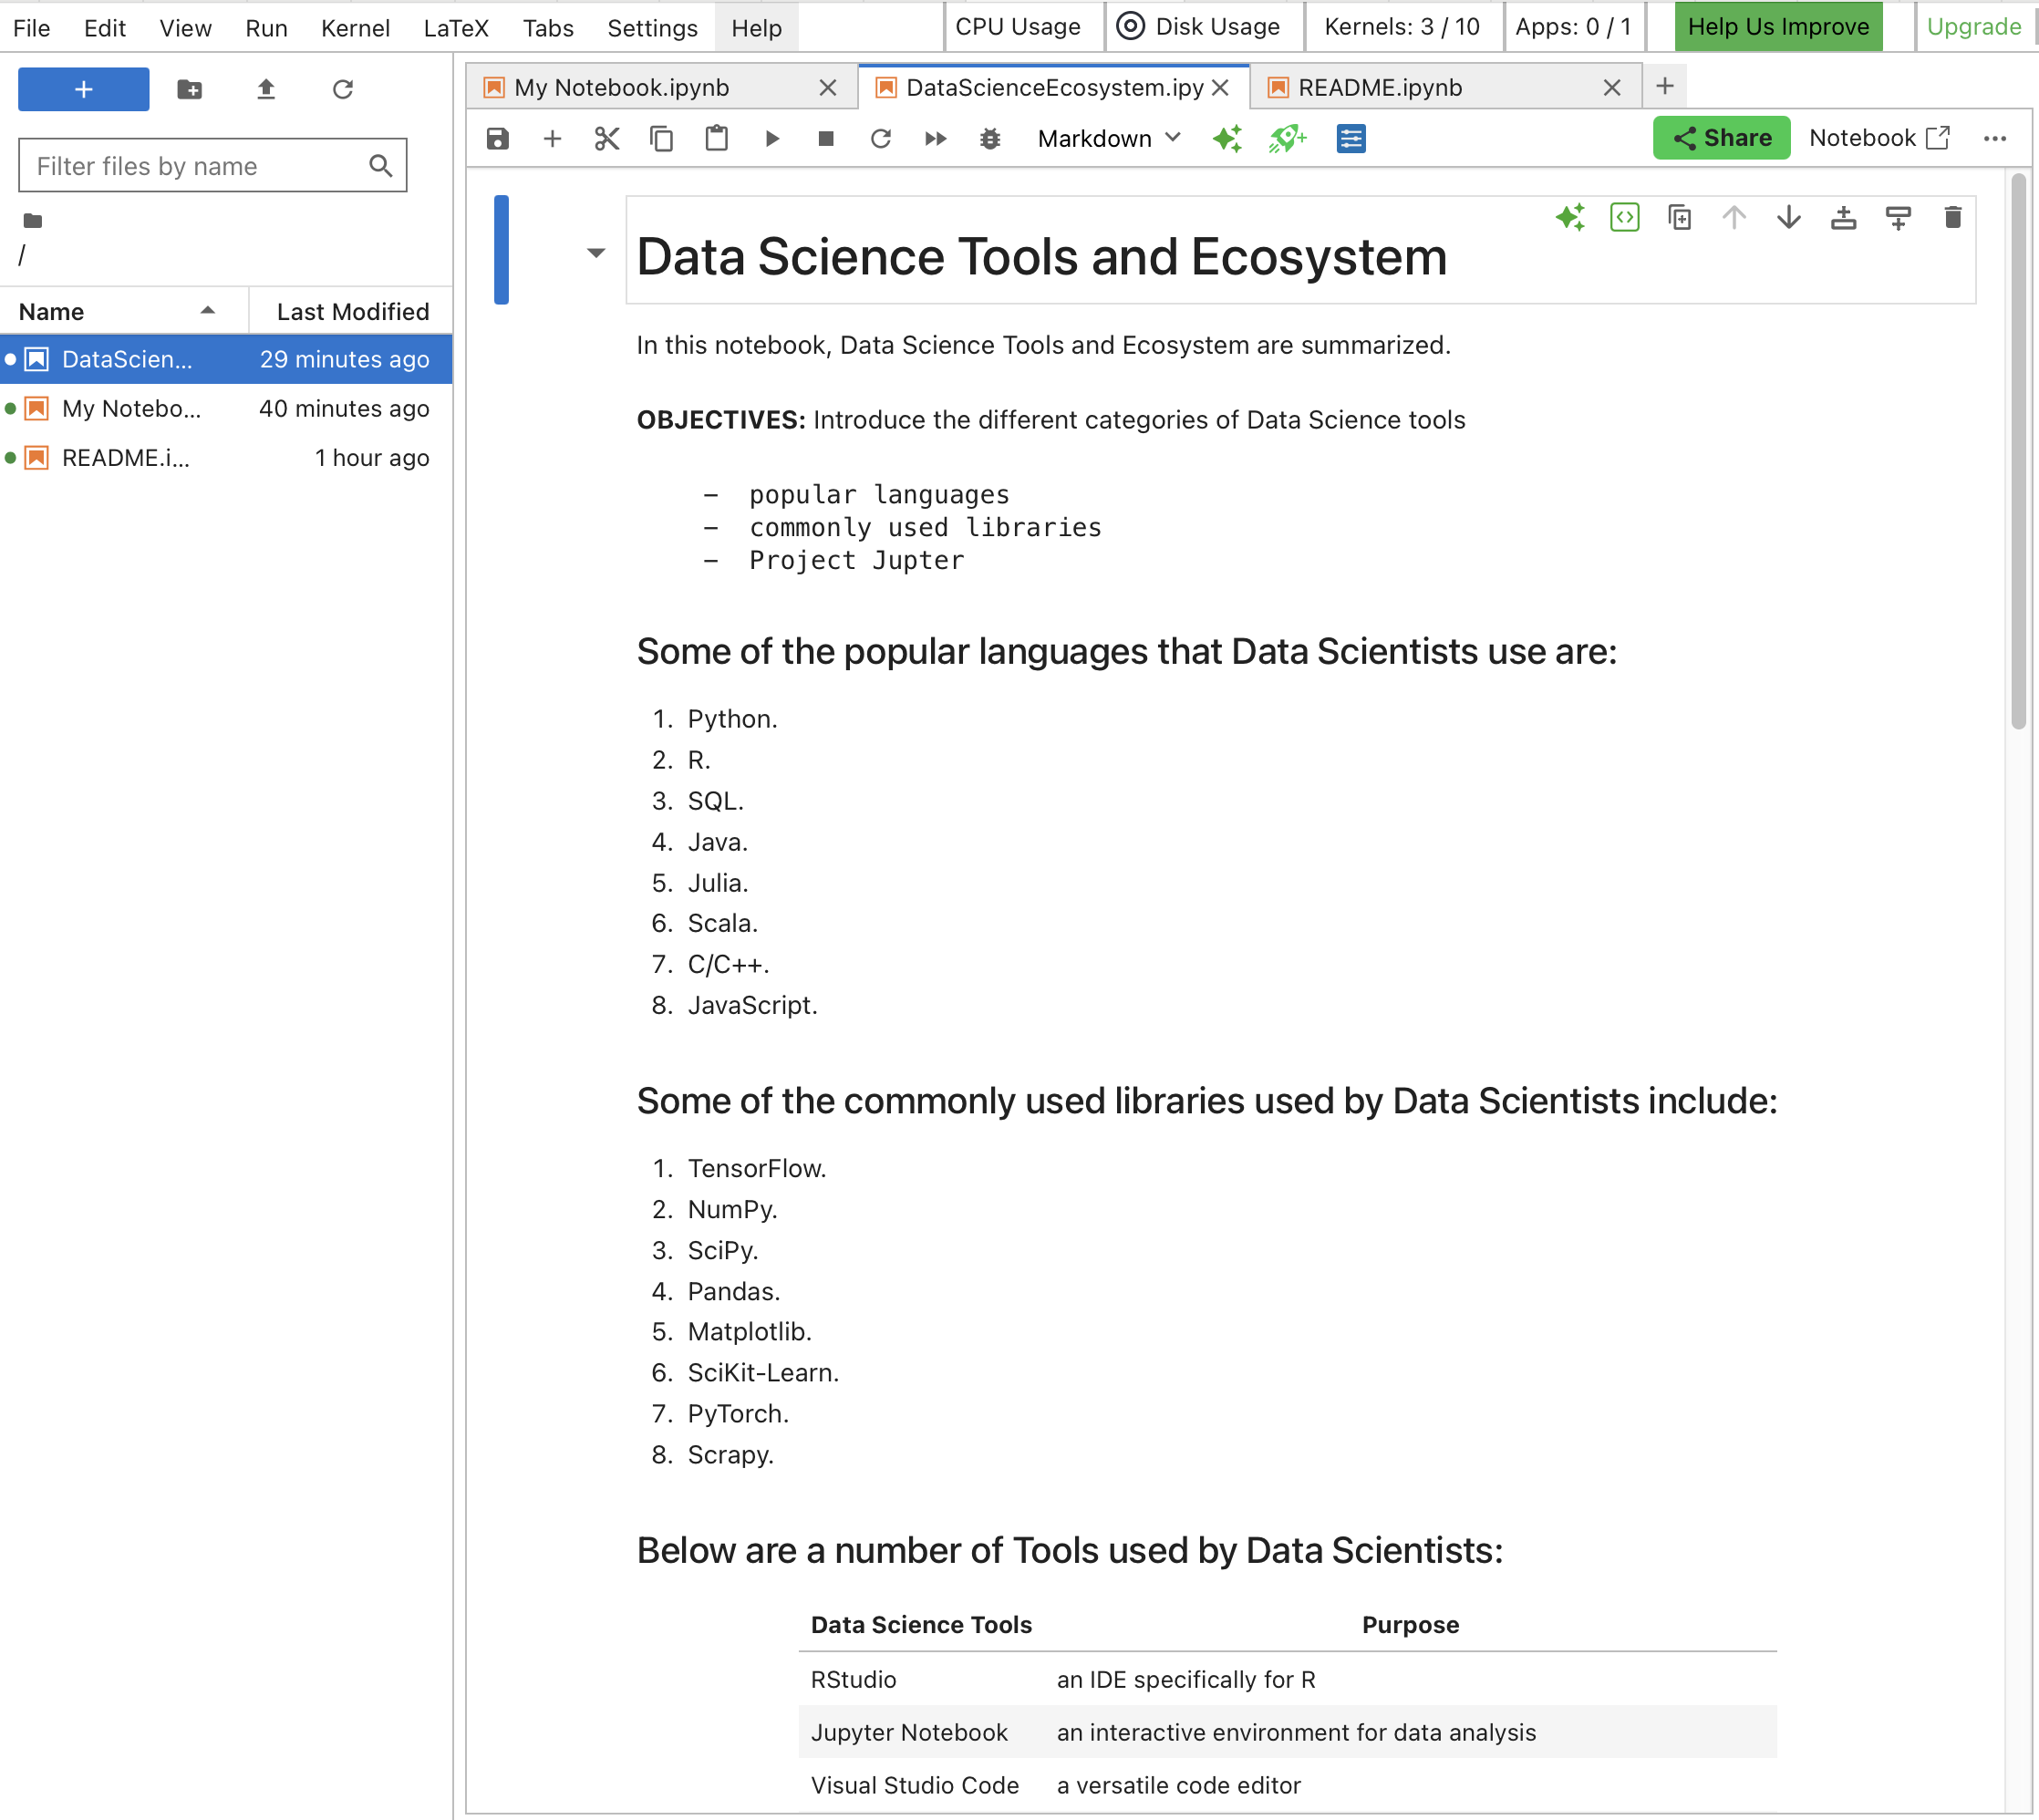 File Edit View Run Kernel LaTeX Tabs Settings Help CPU Usage Disk Usage Kernels: 3 / 10 Apps: 0 / 1 Help Us Improve Upgrade
+
Filter files by name
/
Name Last Modified
DataScien... 29 minutes ago
My Notebo... 40 minutes ago
README.i... 1 hour ago
My Notebook.ipynb DataScienceEcosystem.ipy README.ipynb +
Markdown Share Notebook
Data Science Tools and Ecosystem
In this notebook, Data Science Tools and Ecosystem are summarized.
OBJECTIVES: Introduce the different categories of Data Science tools
- popular languages
- commonly used libraries
- Project Jupter
Some of the popular languages that Data Scientists use are:
1. Python.
2. R.
3. SQL.
4. Java.
5. Julia.
6. Scala.
7. C/C++.
8. JavaScript.
Some of the commonly used libraries used by Data Scientists include:
1. TensorFlow.
2. NumPy.
3. SciPy.
4. Pandas.
5. Matplotlib.
6. SciKit-Learn.
7. PyTorch.
8. Scrapy.
Below are a number of Tools used by Data Scientists:
Data Science Tools Purpose
RStudio an IDE specifically for R
Jupyter Notebook an interactive environment for data analysis
Visual Studio Code a versatile code editor